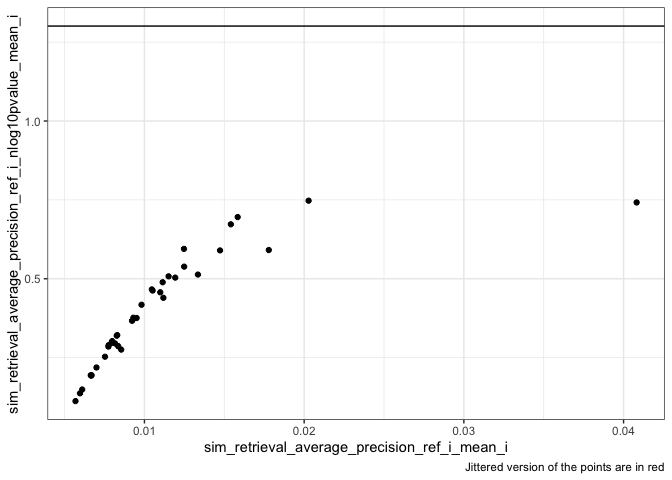 sim_retrieval_average_precision_ref_i_nlog10pvalue_mean_i
1.0
0.5
0.01
0.02
0.03
0.04
sim_retrieval_average_precision_ref_i_mean_i
Jittered version of the points are in red